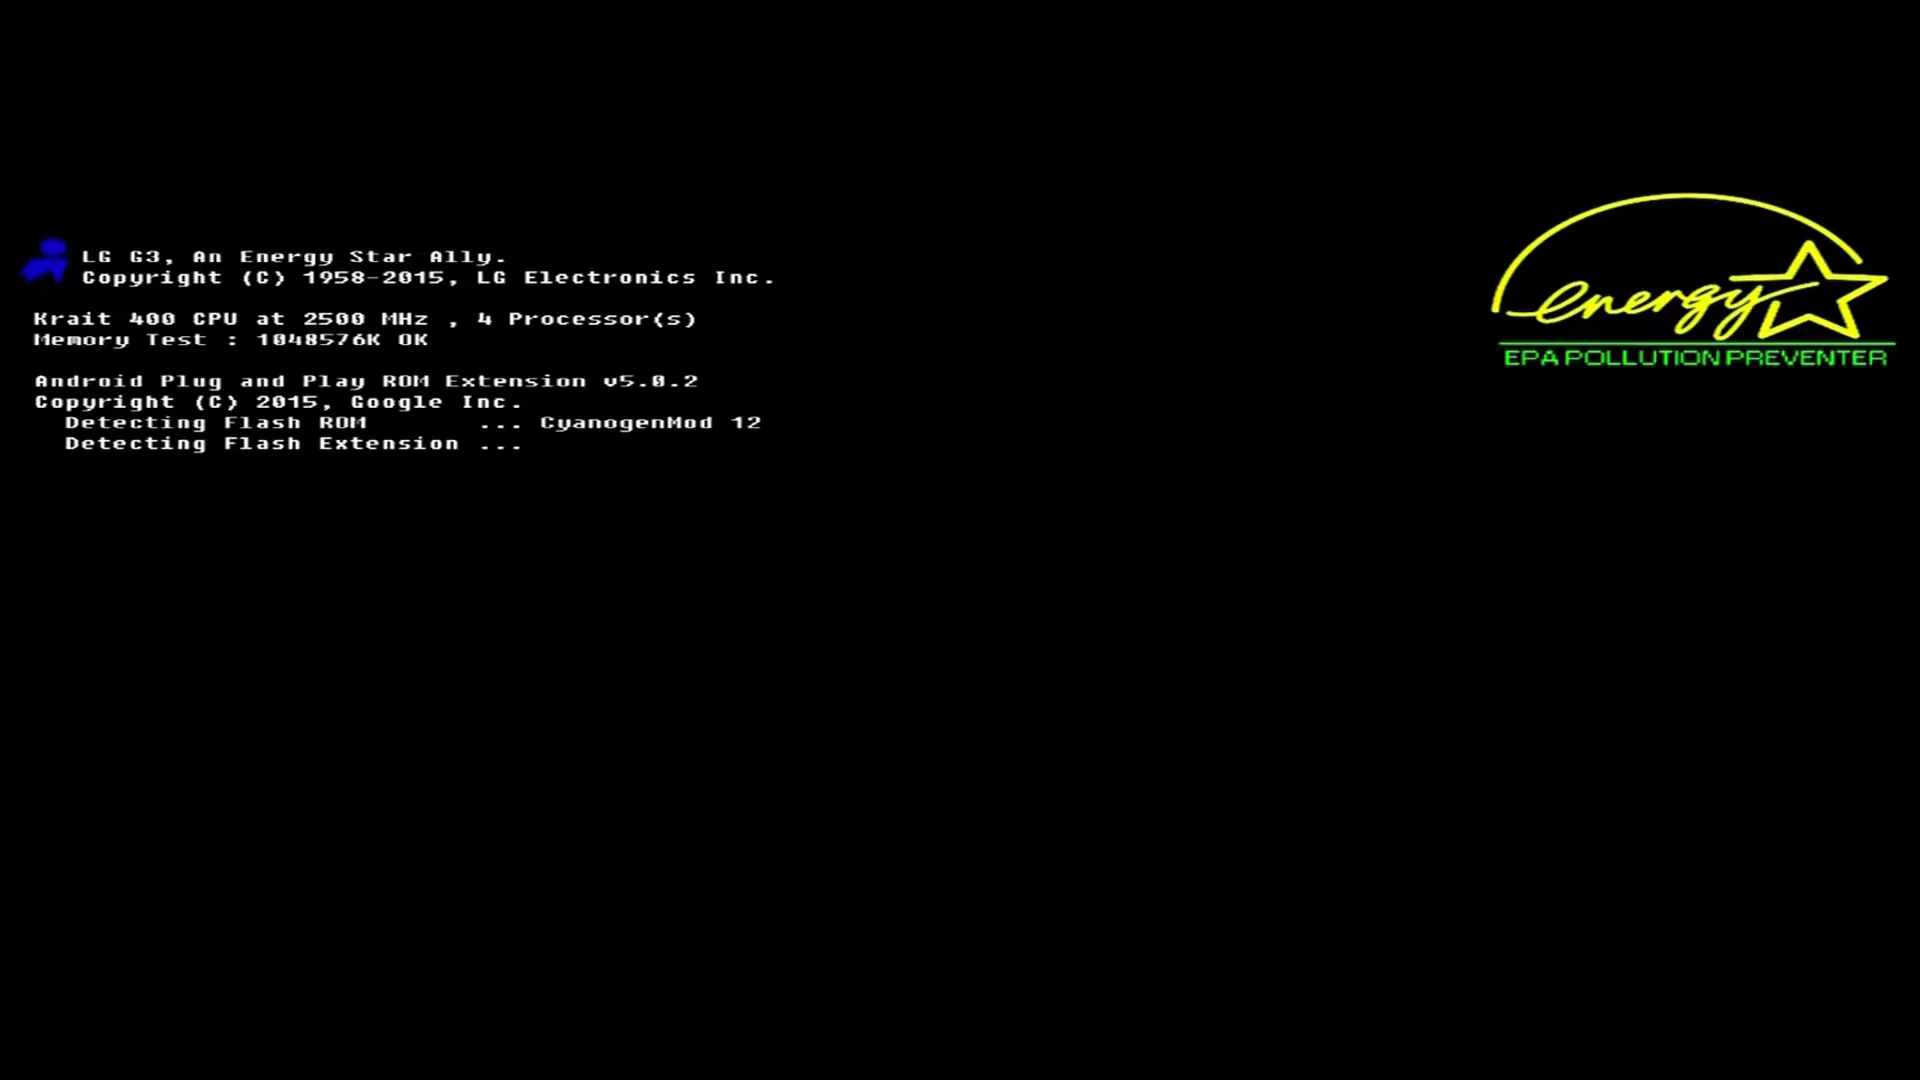 LG G3, An Energy Star Ally.
Copyright (C) 1958-2015, LG Electronics Inc.
energy
EPA POLLUTION PREVENTER
Krait 400 CPU at 2500 MHz , 4 Processor(s)
Memory Test : 1048576K OK
Android Plug and Play ROM Extension v5.0.2
Copyright (C) 2015, Google Inc.
Detecting Flash ROM ... CyanogenMod 12
Detecting Flash Extension ...